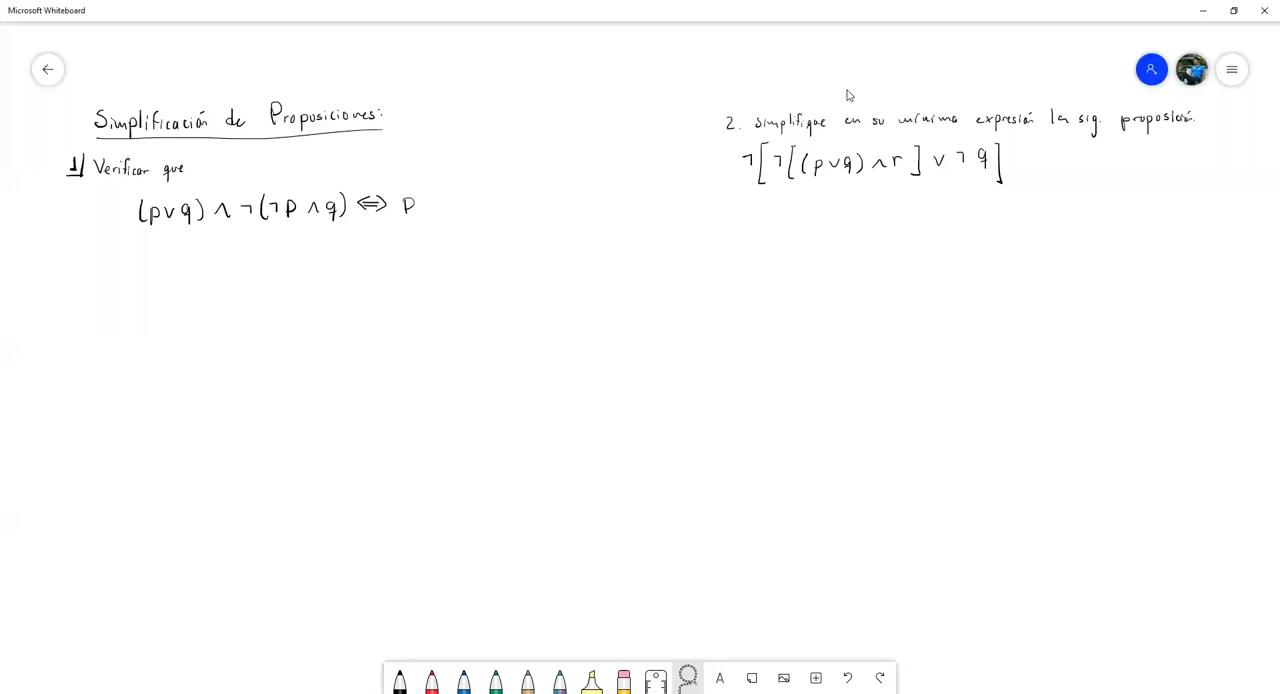 Microsoft Whiteboard
Simplificación de Proposiciones:
1 Verificar que
(p∨q) ∧ ¬(¬p ∧ q) ⇔ p
2. Simplifique en su mínima expresión la sig. proposición.
¬[¬[(p∨q) ∧ r] ∨ ¬q]
A